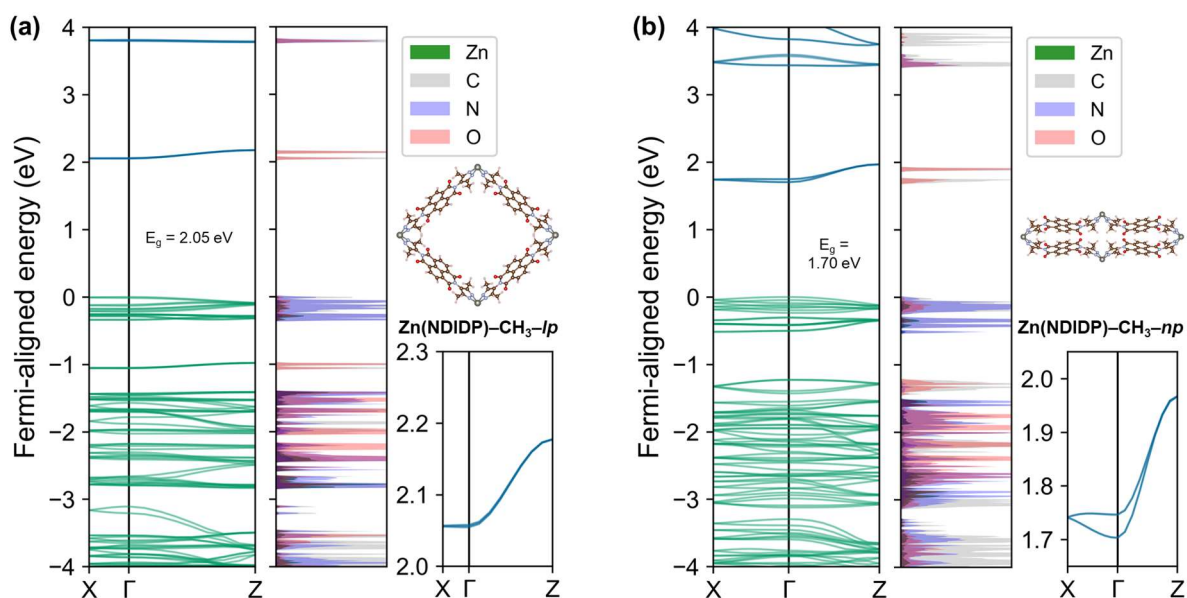 (a)
Fermi-aligned energy (eV)
4
3
2
1
0
−1
−2
−3
−4
X Γ Z
E_g = 2.05 eV
Zn
C
N
O
Zn(NDIDP)–CH₃–lp
2.3
2.2
2.1
2.0
X Γ Z
(b)
Fermi-aligned energy (eV)
4
3
2
1
0
−1
−2
−3
−4
X Γ Z
E_g =
1.70 eV
Zn
C
N
O
Zn(NDIDP)–CH₃–np
2.0
1.9
1.8
1.7
X Γ Z